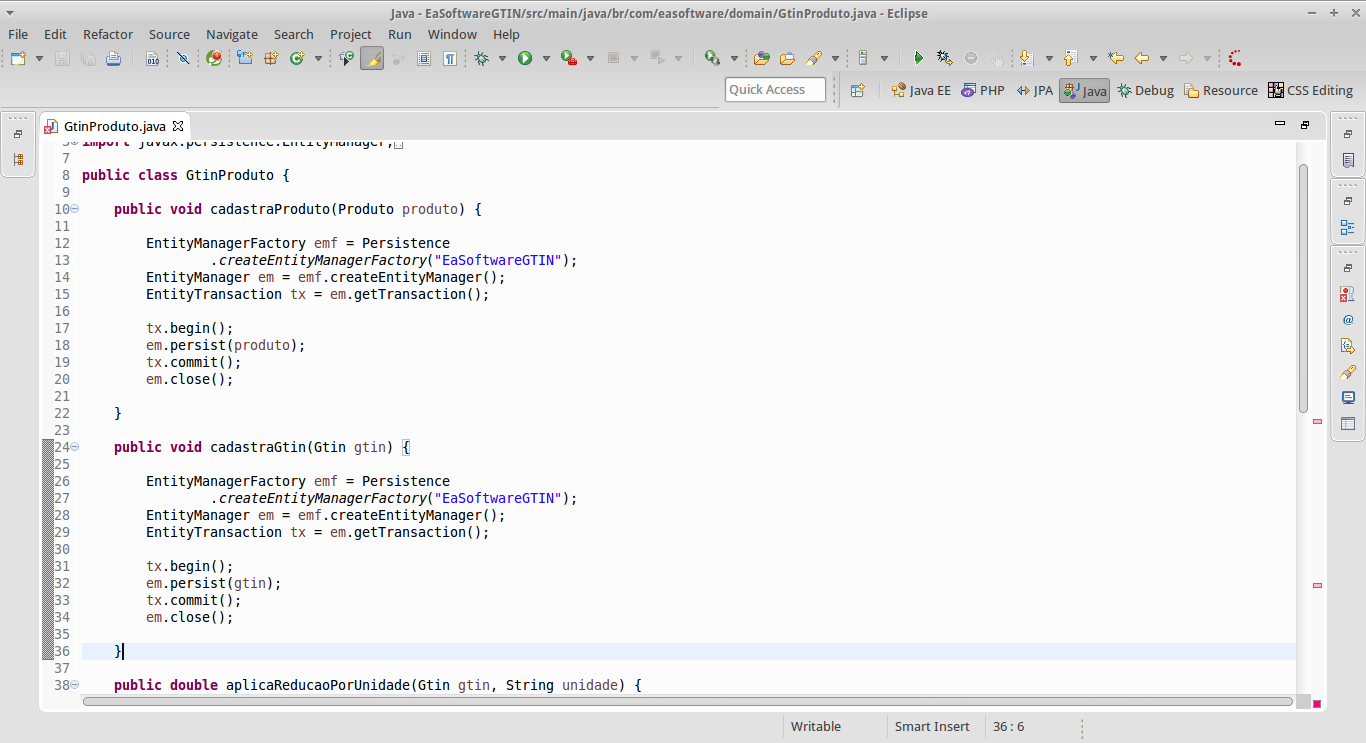 Java - EaSoftwareGTIN/src/main/java/br/com/easoftware/domain/GtinProduto.java - Eclipse
File Edit Refactor Source Navigate Search Project Run Window Help
Quick Access Java EE PHP JPA Java Debug Resource CSS Editing
GtinProduto.java
5 import javax.persistence.EntityManager;
7
8 public class GtinProduto {
9
10 public void cadastraProduto(Produto produto) {
11
12 EntityManagerFactory emf = Persistence
13 .createEntityManagerFactory("EaSoftwareGTIN");
14 EntityManager em = emf.createEntityManager();
15 EntityTransaction tx = em.getTransaction();
16
17 tx.begin();
18 em.persist(produto);
19 tx.commit();
20 em.close();
21
22 }
23
24 public void cadastraGtin(Gtin gtin) {
25
26 EntityManagerFactory emf = Persistence
27 .createEntityManagerFactory("EaSoftwareGTIN");
28 EntityManager em = emf.createEntityManager();
29 EntityTransaction tx = em.getTransaction();
30
31 tx.begin();
32 em.persist(gtin);
33 tx.commit();
34 em.close();
35
36 }
37
38 public double aplicaReducaoPorUnidade(Gtin gtin, String unidade) {
Writable Smart Insert 36 : 6